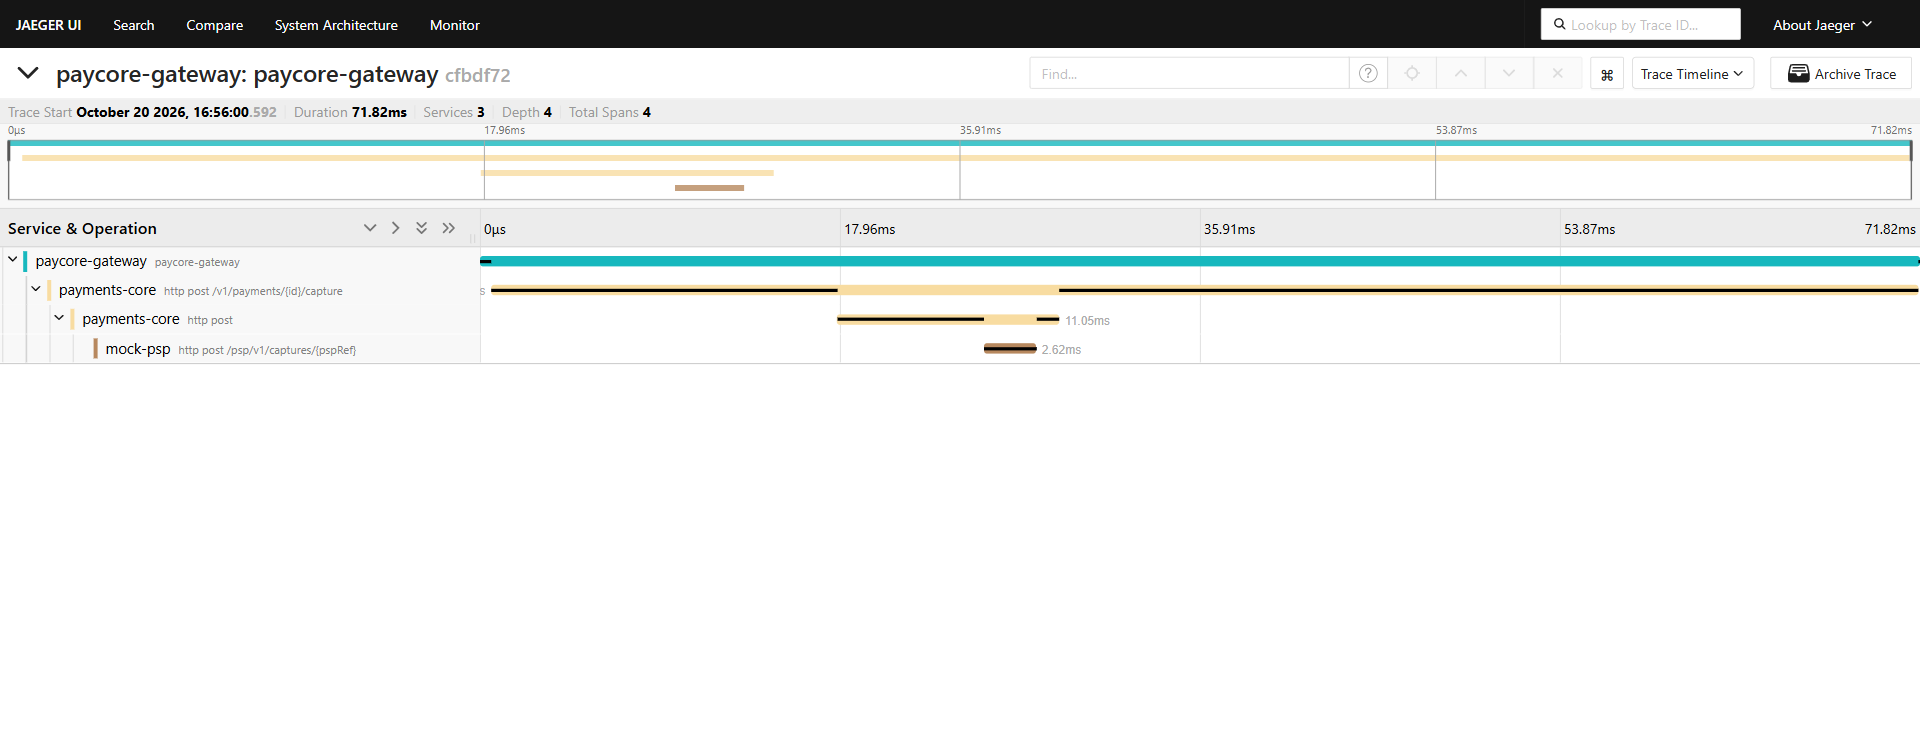 JAEGER UI Search Compare System Architecture Monitor Lookup by Trace ID... About Jaeger
paycore-gateway: paycore-gateway cfbdf72 Find... Trace Timeline Archive Trace
Trace Start October 20 2026, 16:56:00.592 Duration 71.82ms Services 3 Depth 4 Total Spans 4
0μs 17.96ms 35.91ms 53.87ms 71.82ms
Service & Operation 0μs 17.96ms 35.91ms 53.87ms 71.82ms
paycore-gateway paycore-gateway
payments-core http post /v1/payments/{id}/capture s
payments-core http post 11.05ms
mock-psp http post /psp/v1/captures/{pspRef} 2.62ms